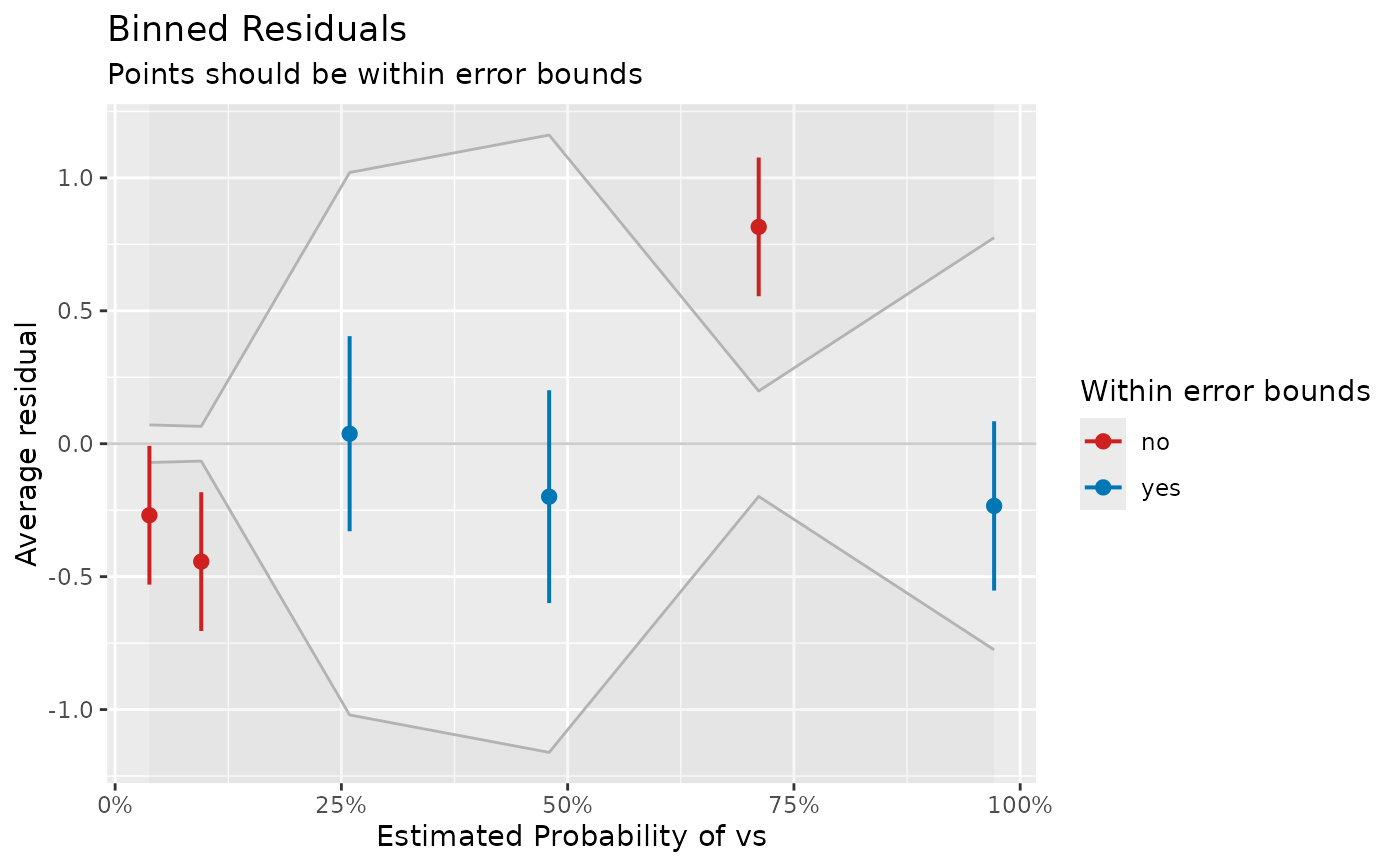 Binned Residuals
Points should be within error bounds
1.0
0.5
0.0
-0.5
-1.0
Average residual
0%
25%
50%
75%
100%
Estimated Probability of vs
Within error bounds
no
yes